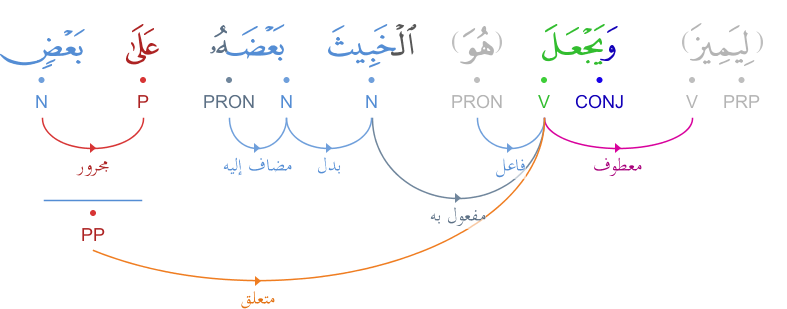 (لِيَمِيزَ) وَيَجْعَلَ (هُوَ) ٱلْخَبِيثَ بَعْضَهُۥ عَلَىٰ بَعْضٍ
PRP V CONJ V PRON N N PRON P N
معطوف فاعل بدل مضاف إليه مجرور
مفعول به
PP
متعلق